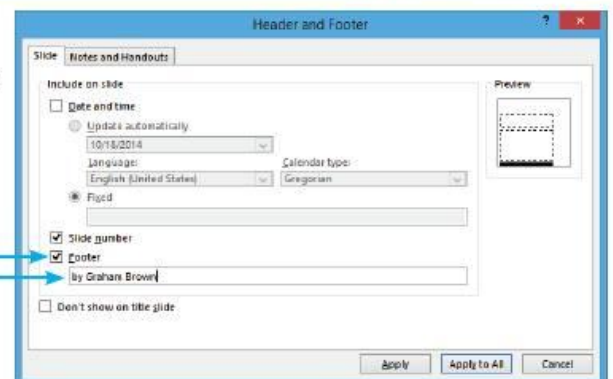 Header and Footer
? ×
Slide Notes and Handouts
Include on slide
Preview
Date and time
Update automatically
10/18/2014
Language: Calendar type:
English (United States) Gregorian
Fixed
Slide number
Footer
by Graham Brown
Don't show on title slide
Apply Apply to All Cancel